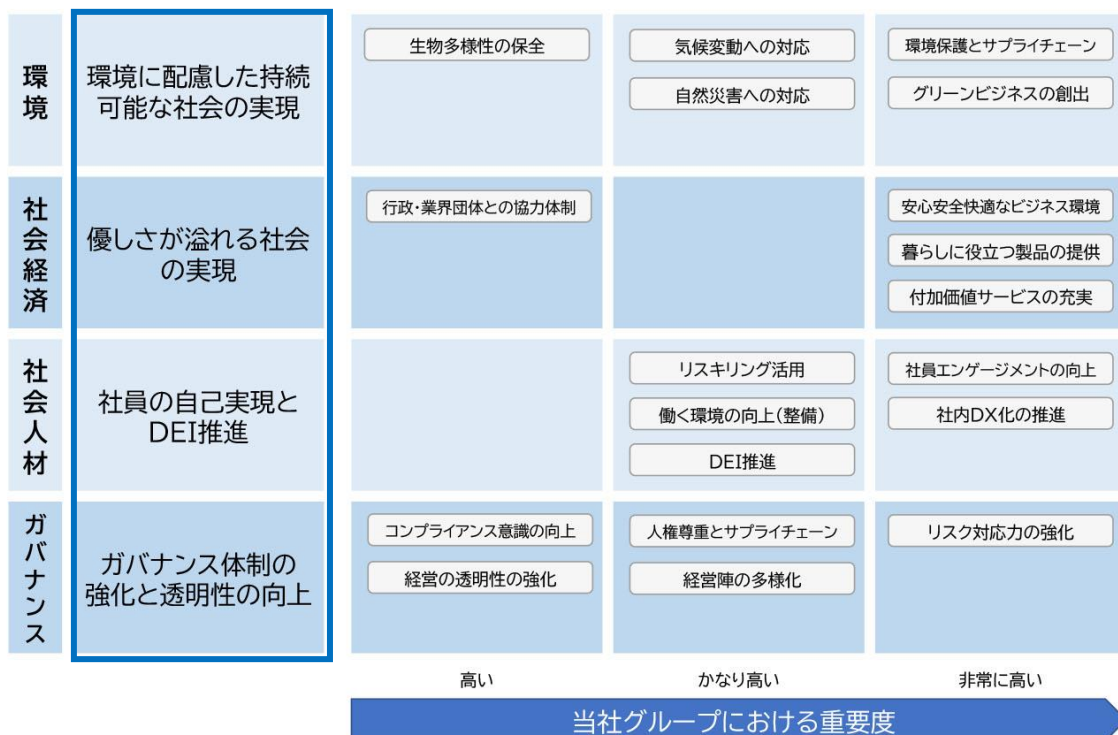 環境
環境に配慮した持続
可能な社会の実現
生物多様性の保全
気候変動への対応
自然災害への対応
環境保護とサプライチェーン
グリーンビジネスの創出
社会経済
優しさが溢れる社会
の実現
行政・業界団体との協力体制
安心安全快適なビジネス環境
暮らしに役立つ製品の提供
付加価値サービスの充実
社会人材
社員の自己実現と
DEI推進
リスキリング活用
働く環境の向上(整備)
DEI推進
社員エンゲージメントの向上
社内DX化の推進
ガバナンス
ガバナンス体制の
強化と透明性の向上
コンプライアンス意識の向上
経営の透明性の強化
人権尊重とサプライチェーン
経営陣の多様化
リスク対応力の強化
高い
かなり高い
非常に高い
当社グループにおける重要度